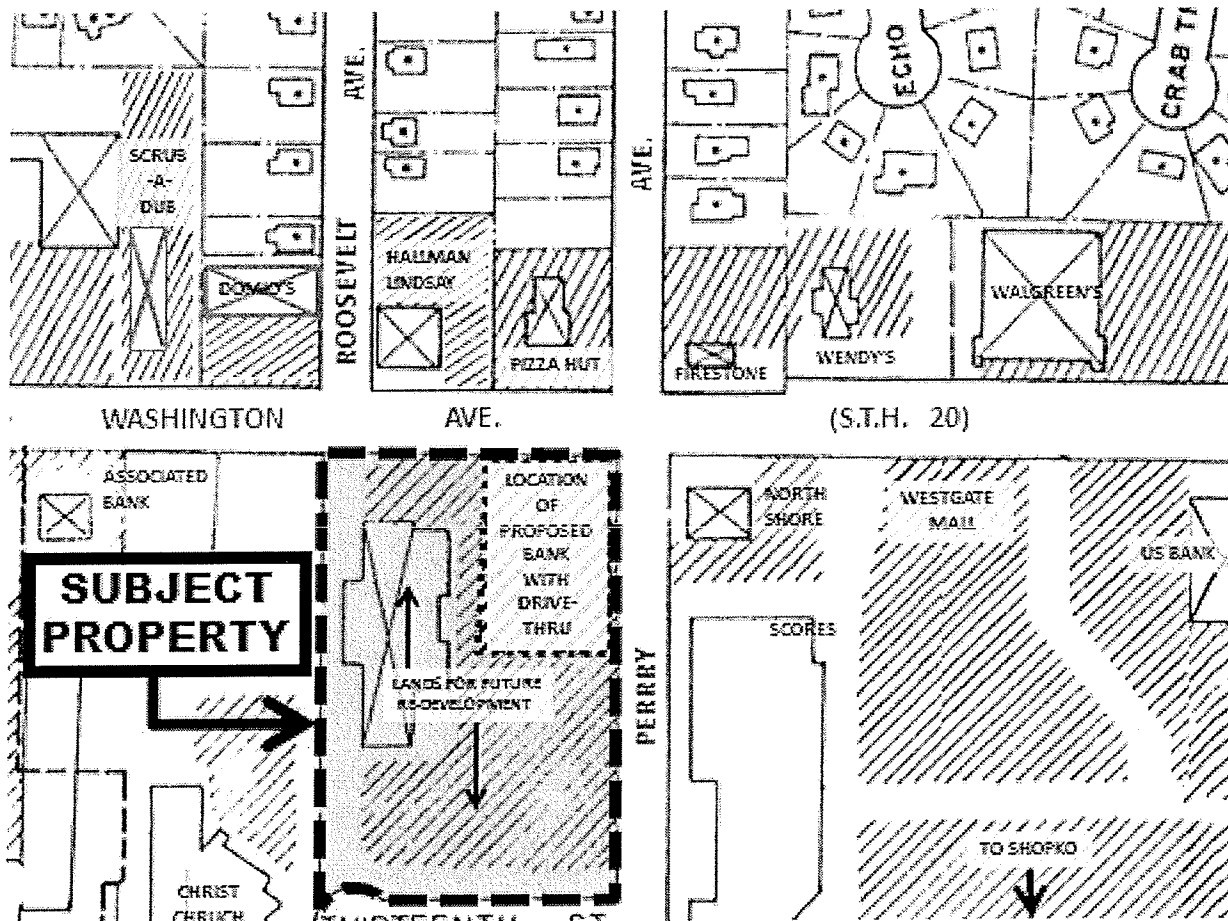 AVE.
ROOSEVELT
AVE.
ECHO
SCRUB
-A-
DUB
HALLMAN
LINDSAY
PIZZA HUT
FIRESTONE
WENDY'S
WALGREEN'S
WASHINGTON AVE. (S.T.H. 20)
ASSOCIATED
BANK
SUBJECT
PROPERTY
LOCATION
OF
PROPOSED
BANK
WITH
DRIVE-
THRU
LANDS FOR FUTURE
RE-DEVELOPMENT
PERRY
NORTH
SHORE
WESTGATE
MALL
US BANK
SCORES
TO SHOPKO
CHRIST
CHRUCH
THIRTEENTH ST.
CRAB